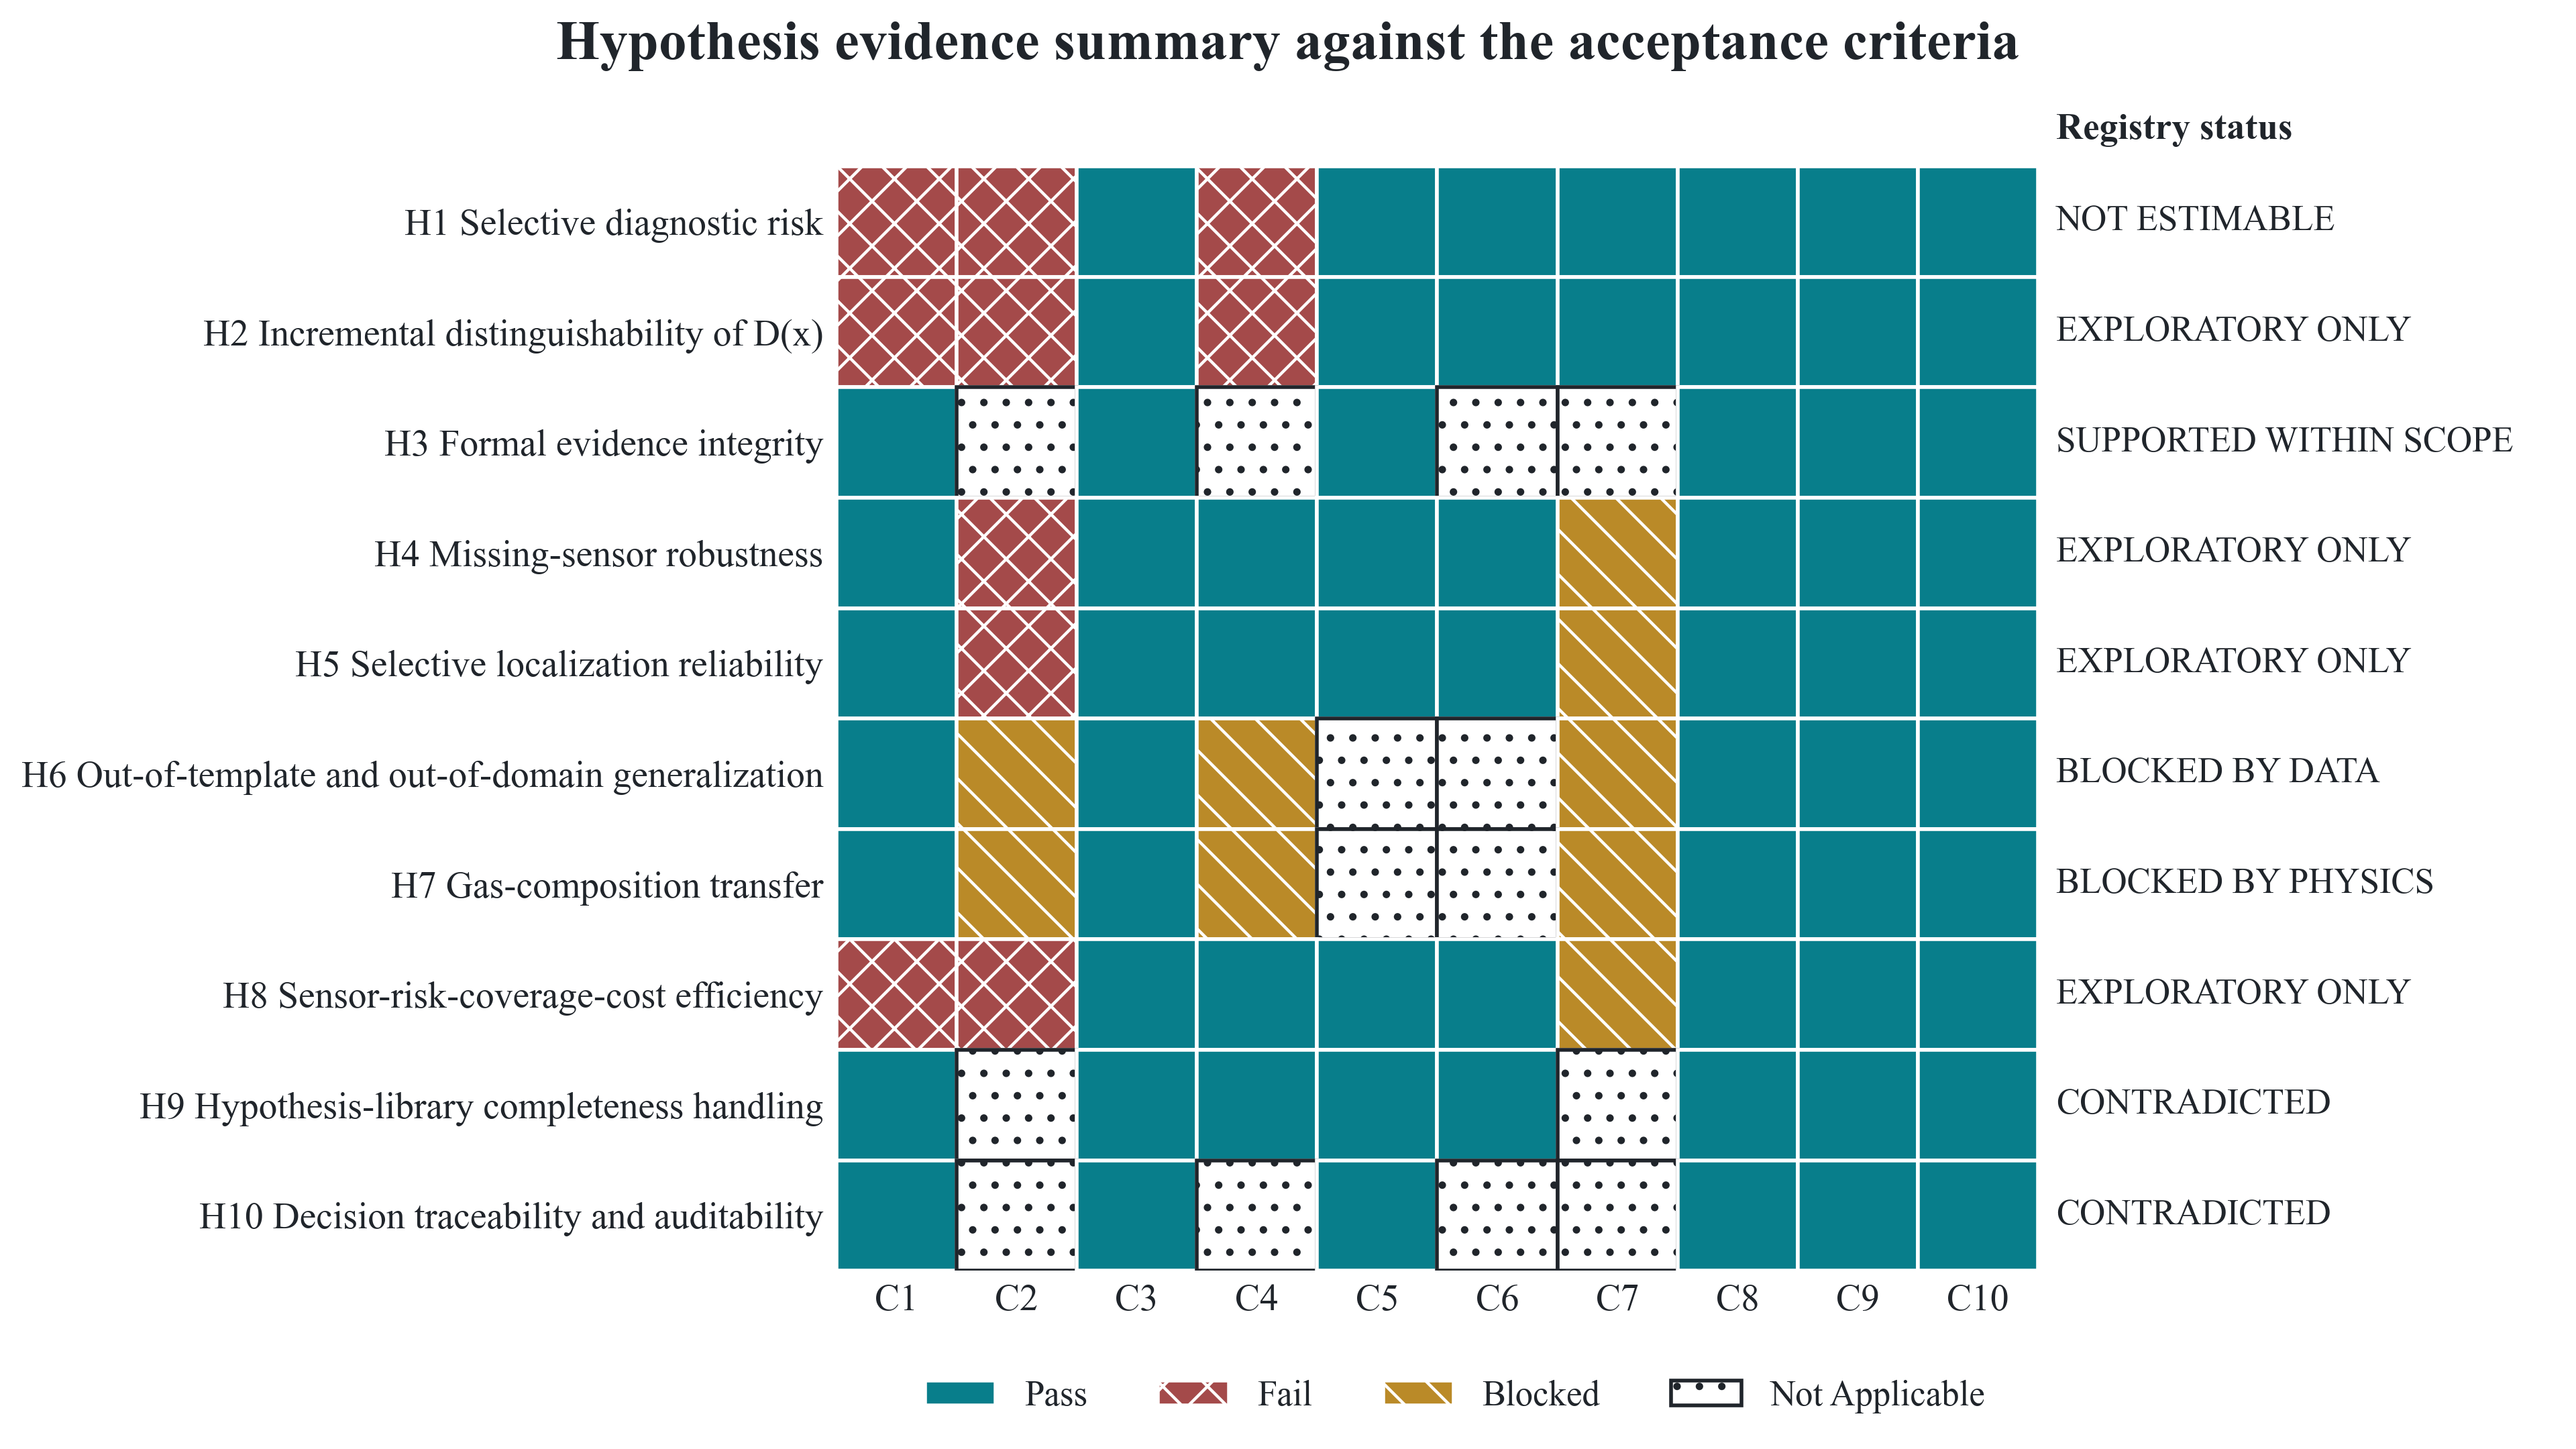 Hypothesis evidence summary against the acceptance criteria
Registry status
H1 Selective diagnostic risk NOT ESTIMABLE
H2 Incremental distinguishability of D(x) EXPLORATORY ONLY
H3 Formal evidence integrity SUPPORTED WITHIN SCOPE
H4 Missing-sensor robustness EXPLORATORY ONLY
H5 Selective localization reliability EXPLORATORY ONLY
H6 Out-of-template and out-of-domain generalization BLOCKED BY DATA
H7 Gas-composition transfer BLOCKED BY PHYSICS
H8 Sensor-risk-coverage-cost efficiency EXPLORATORY ONLY
H9 Hypothesis-library completeness handling CONTRADICTED
H10 Decision traceability and auditability CONTRADICTED
C1 C2 C3 C4 C5 C6 C7 C8 C9 C10
Pass Fail Blocked Not Applicable